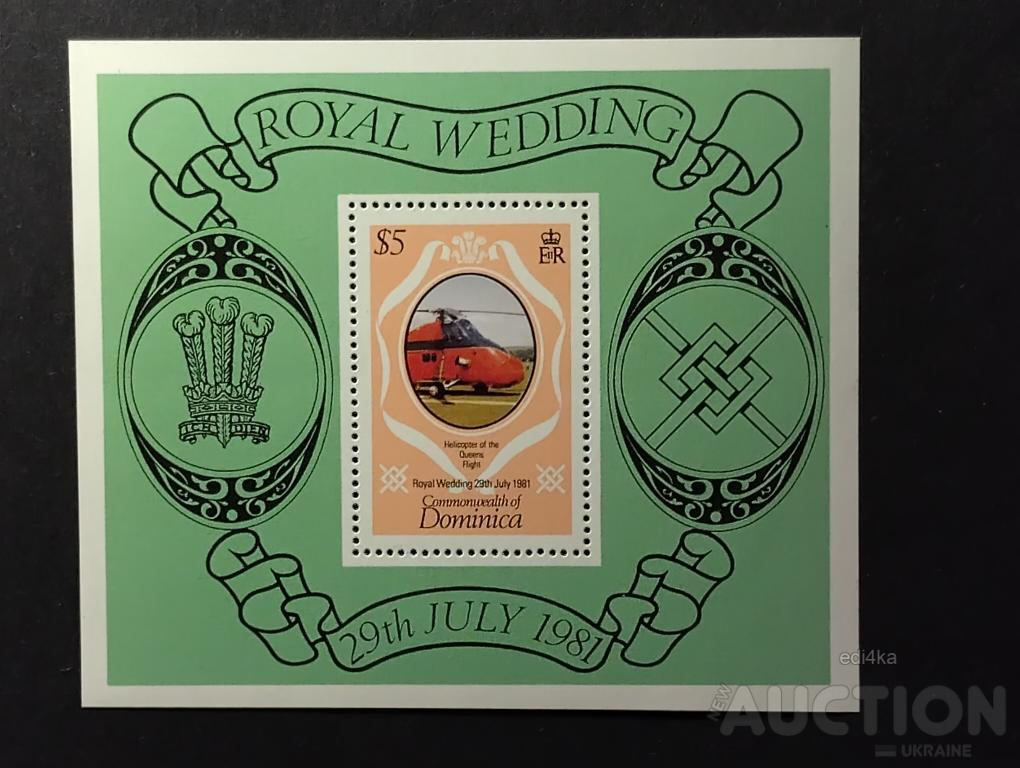 ROYAL WEDDING
$5
EIIR
ICH DIEN
Helicopter of the
Queens
Flight
Royal Wedding 29th July 1981
Commonwealth of
Dominica
29th JULY 1981
edi4ka
NEW AUCTION
UKRAINE